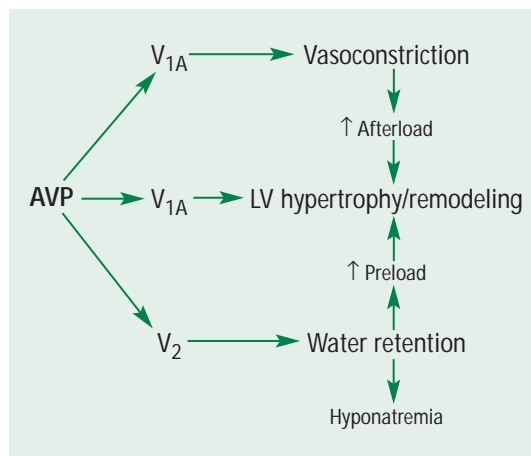 V1A Vasoconstriction
↑ Afterload
AVP V1A LV hypertrophy/remodeling
↑ Preload
V2 Water retention
Hyponatremia